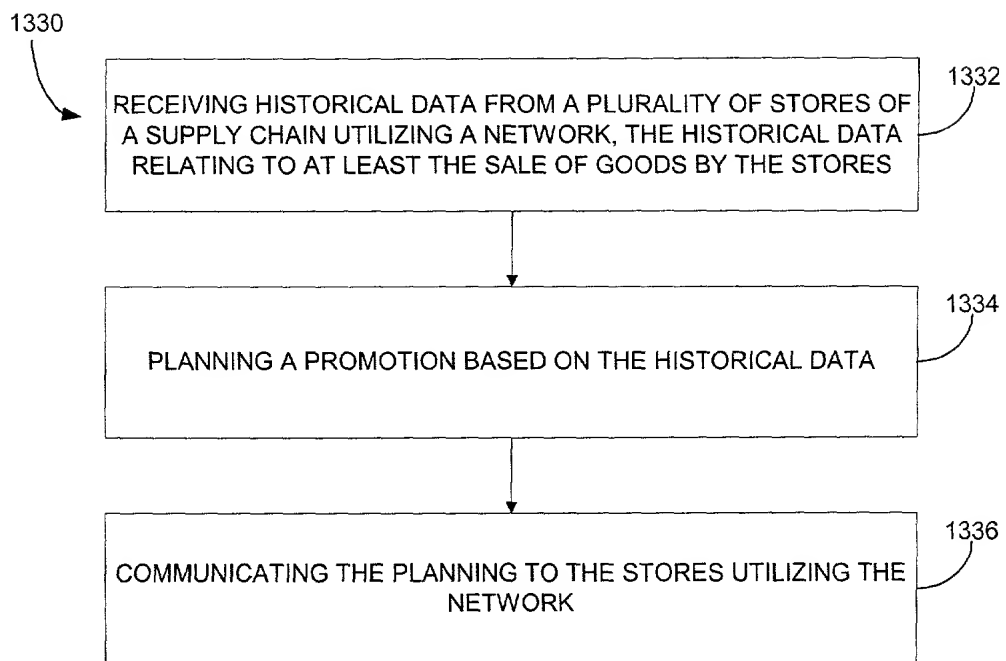 1330
1332
RECEIVING HISTORICAL DATA FROM A PLURALITY OF STORES OF
A SUPPLY CHAIN UTILIZING A NETWORK, THE HISTORICAL DATA
RELATING TO AT LEAST THE SALE OF GOODS BY THE STORES
1334
PLANNING A PROMOTION BASED ON THE HISTORICAL DATA
1336
COMMUNICATING THE PLANNING TO THE STORES UTILIZING THE
NETWORK